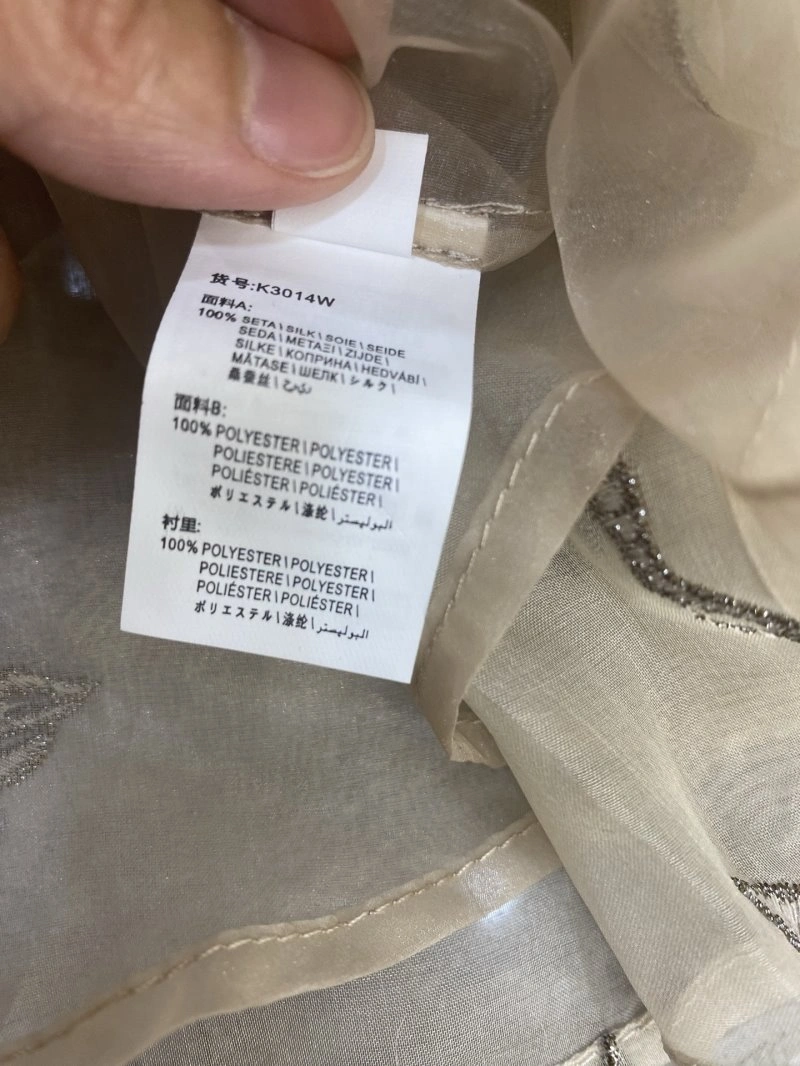 货号:K3014W
面料A:
100% SETA\SILK\SOIE\SEIDE
SEDA\METAΞI\ZIJDE\
SILKE\КОПРИНА\HEDVÁBÍ\
MĂTASE\ШЕЛК\シルク\
桑蚕丝\
面料B:
100% POLYESTER\POLYESTER\
POLIESTERE\POLYESTER\
POLIÉSTER\POLIÉSTER\
ポリエステル\涤纶\البوليستر
衬里:
100% POLYESTER\POLYESTER\
POLIESTERE\POLYESTER\
POLIÉSTER\POLIÉSTER\
ポリエステル\涤纶\البوليستر